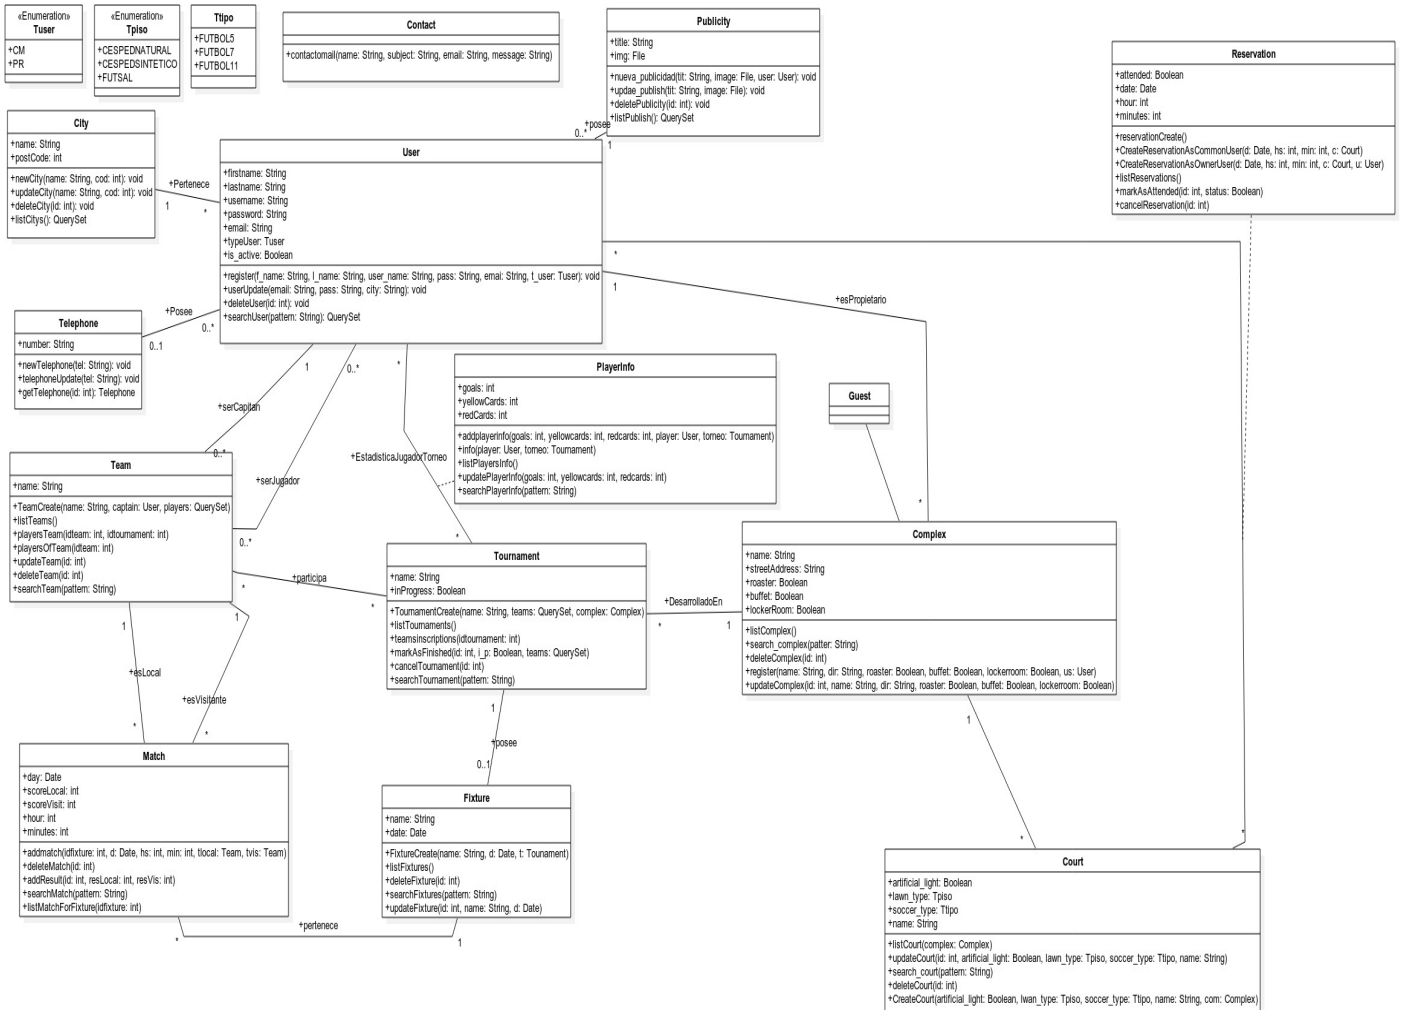 «Enumeration»
Tuser
+CM
+PR
«Enumeration»
Tpiso
+CESPEDNATURAL
+CESPEDSINTETICO
+FUTSAL
Ttipo
+FUTBOL5
+FUTBOL7
+FUTBOL11
Contact
+contactomail(name: String, subject: String, email: String, message: String)
Publicity
+title: String
+img: File
+nueva_publicidad(tit: String, image: File, user: User): void
+updae_publish(tit: String, image: File): void
+deletePublicity(id: int): void
+listPublish(): QuerySet
Reservation
+attended: Boolean
+date: Date
+hour: int
+minutes: int
+reservationCreate()
+CreateReservationAsCommonUser(d: Date, hs: int, min: int, c: Court)
+CreateReservationAsOwnerUser(d: Date, hs: int, min: int, c: Court, u: User)
+listReservations()
+markAsAttended(id: int, status: Boolean)
+cancelReservation(id: int)
City
+name: String
+postCode: int
+newCity(name: String, cod: int): void
+updateCity(name: String, cod: int): void
+deleteCity(id: int): void
+listCitys(): QuerySet
+posee
0..*
1
User
+firstname: String
+lastname: String
+username: String
+password: String
+email: String
+typeUser: Tuser
+is_active: Boolean
+register(f_name: String, l_name: String, user_name: String, pass: String, emai: String, t_user: Tuser): void
+userUpdate(email: String, pass: String, city: String): void
+deleteUser(id: int): void
+searchUser(pattern: String): QuerySet
+Pertenece
1
*
*
1
+esPropietario
*
Telephone
+number: String
+newTelephone(tel: String): void
+telephoneUpdate(tel: String): void
+getTelephone(id: int): Telephone
+Posee
0..*
0..1
1
+serCapitan
0..*
0..*
+serJugador
0..*
*
+EstadisticaJugadorTorneo
*
PlayerInfo
+goals: int
+yellowCards: int
+redCards: int
+addplayerInfo(goals: int, yellowcards: int, redcards: int, player: User, torneo: Tournament)
+info(player: User, torneo: Tournament)
+listPlayersInfo()
+updatePlayerInfo(goals: int, yellowcards: int, redcards: int)
+searchPlayerInfo(pattern: String)
Guest
Team
+name: String
+TeamCreate(name: String, captain: User, players: QuerySet)
+listTeams()
+playersTeam(idteam: int, idtournament: int)
+playersOfTeam(idteam: int)
+updateTeam(id: int)
+deleteTeam(id: int)
+searchTeam(pattern: String)
*
+participa
*
Tournament
+name: String
+inProgress: Boolean
+TournamentCreate(name: String, teams: QuerySet, complex: Complex)
+listTournaments()
+teamsinscriptions(idtournament: int)
+markAsFinished(id: int, i_p: Boolean, teams: QuerySet)
+cancelTournament(id: int)
+searchTournament(pattern: String)
+DesarrolladoEn
*
1
Complex
+name: String
+streetAddress: String
+roaster: Boolean
+buffet: Boolean
+lockerRoom: Boolean
+listComplex()
+search_complex(patter: String)
+deleteComplex(id: int)
+register(name: String, dir: String, roaster: Boolean, buffet: Boolean, lockerroom: Boolean, us: User)
+updateComplex(id: int, name: String, dir: String, roaster: Boolean, buffet: Boolean, lockerroom: Boolean)
1
+esLocal
*
1
+esVisitante
*
1
+posee
0..1
1
*
*
Match
+day: Date
+scoreLocal: int
+scoreVisit: int
+hour: int
+minutes: int
+addmatch(idfixture: int, d: Date, hs: int, min: int, tlocal: Team, tvis: Team)
+deleteMatch(id: int)
+addResult(id: int, resLocal: int, resVis: int)
+searchMatch(pattern: String)
+listMatchForFixture(idfixture: int)
Fixture
+name: String
+date: Date
+FixtureCreate(name: String, d: Date, t: Tounament)
+listFixtures()
+deleteFixture(id: int)
+searchFixtures(pattern: String)
+updateFixture(id: int, name: String, d: Date)
+pertenece
*
1
Court
+artificial_light: Boolean
+lawn_type: Tpiso
+soccer_type: Ttipo
+name: String
+listCourt(complex: Complex)
+updateCourt(id: int, artificial_light: Boolean, lawn_type: Tpiso, soccer_type: Ttipo, name: String)
+search_court(pattern: String)
+deleteCourt(id: int)
+CreateCourt(artificial_light: Boolean, lwan_type: Tpiso, soccer_type: Ttipo, name: String, com: Complex)